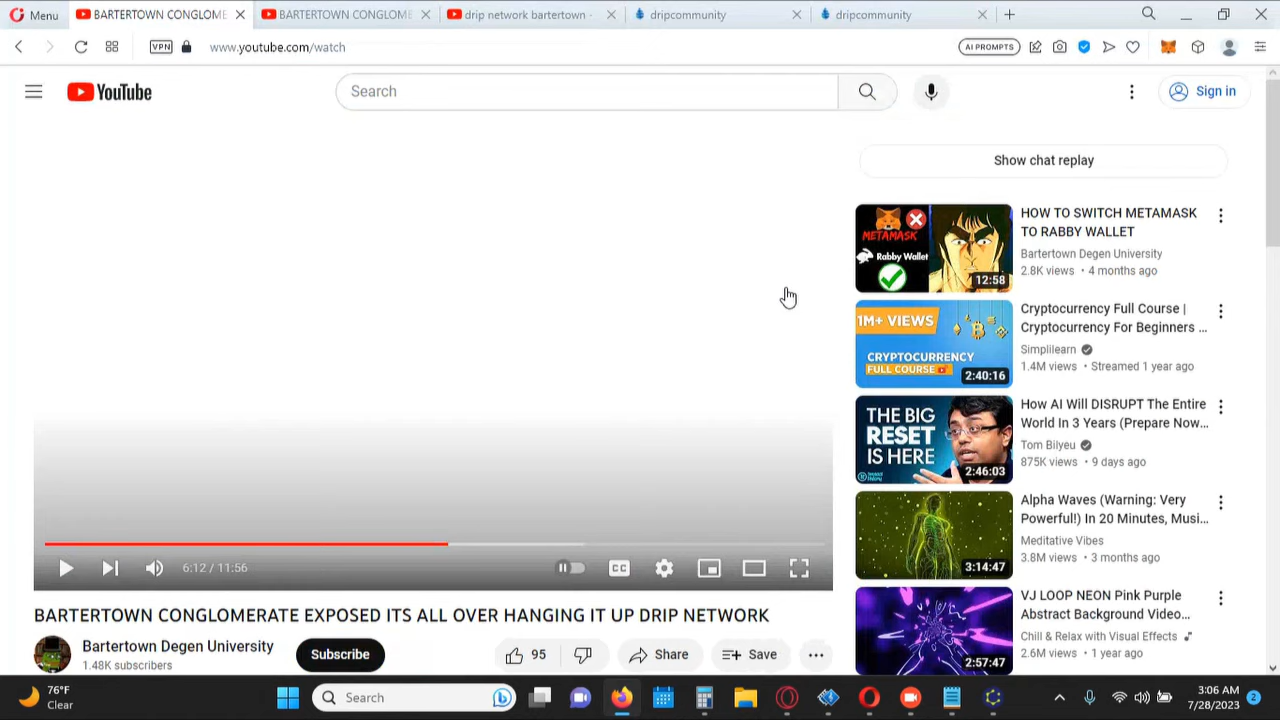 Menu
BARTERTOWN CONGLOME
BARTERTOWN CONGLOM
drip network bartertown -
dripcommunity
dripcommunity
VPN
www.youtube.com/watch
AI PROMPTS
YouTube
Search
Sign in
Show chat replay
METAMASK
Rabby Wallet
12:58
HOW TO SWITCH METAMASK
TO RABBY WALLET
Bartertown Degen University
2.8K views • 4 months ago
1M+ VIEWS
CRYPTOCURRENCY
FULL COURSE
2:40:16
Cryptocurrency Full Course |
Cryptocurrency For Beginners ...
Simplilearn
1.4M views • Streamed 1 year ago
THE BIG
RESET
IS HERE
2:46:03
How AI Will DISRUPT The Entire
World In 3 Years (Prepare Now...
Tom Bilyeu
875K views • 9 days ago
3:14:47
Alpha Waves (Warning: Very
Powerful!) In 20 Minutes, Musi...
Meditative Vibes
3.8M views • 3 months ago
2:57:47
VJ LOOP NEON Pink Purple
Abstract Background Video...
Chill & Relax with Visual Effects
2.6M views • 1 year ago
6:12 / 11:56
CC
BARTERTOWN CONGLOMERATE EXPOSED ITS ALL OVER HANGING IT UP DRIP NETWORK
Bartertown Degen University
1.48K subscribers
Subscribe
95
Share
Save
76°F
Clear
Search
3:06 AM
7/28/2023
2